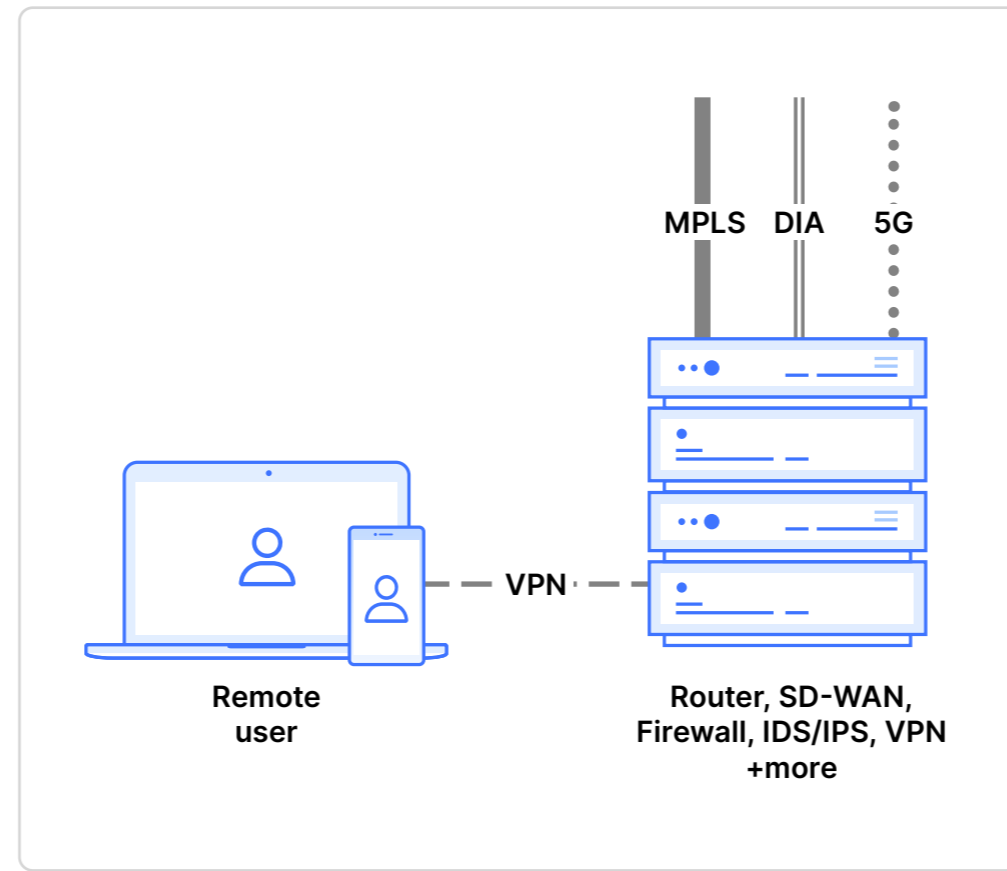 MPLS DIA 5G
VPN
Remote
user
Router, SD-WAN,
Firewall, IDS/IPS, VPN
+more